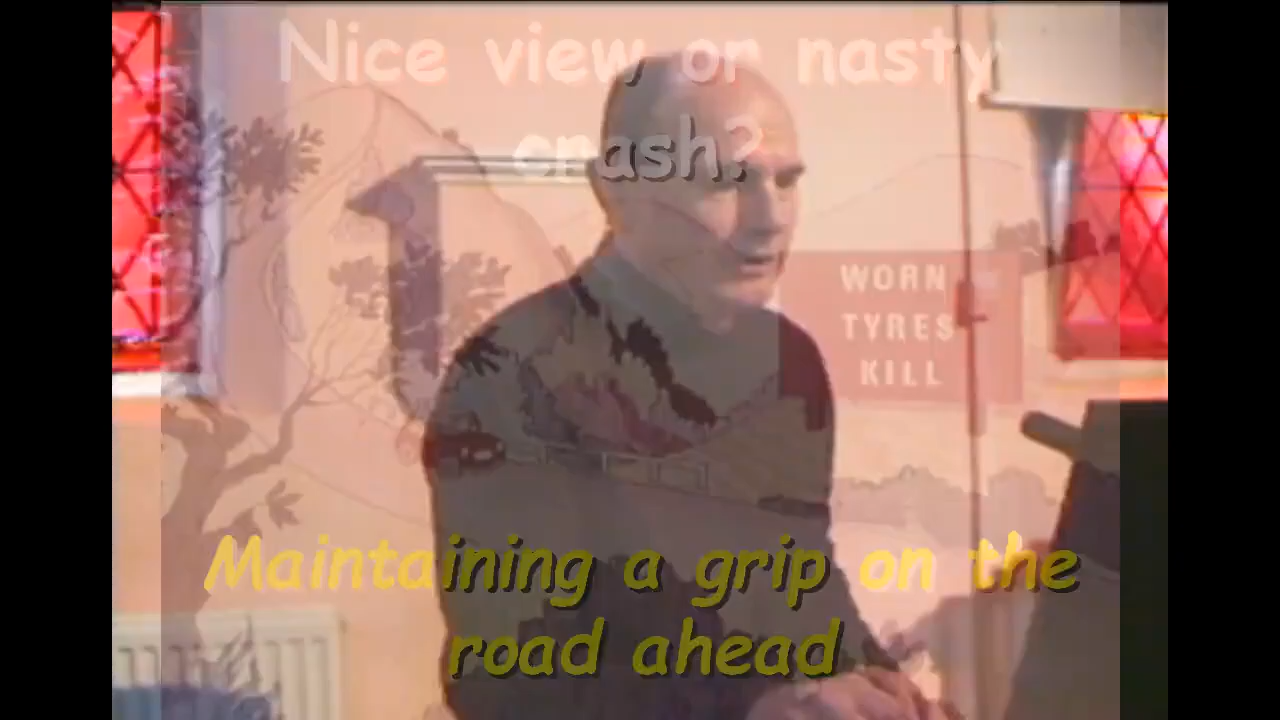 Nice view or nasty
crash?
WORN
TYRES
KILL
Maintaining a grip on the
road ahead